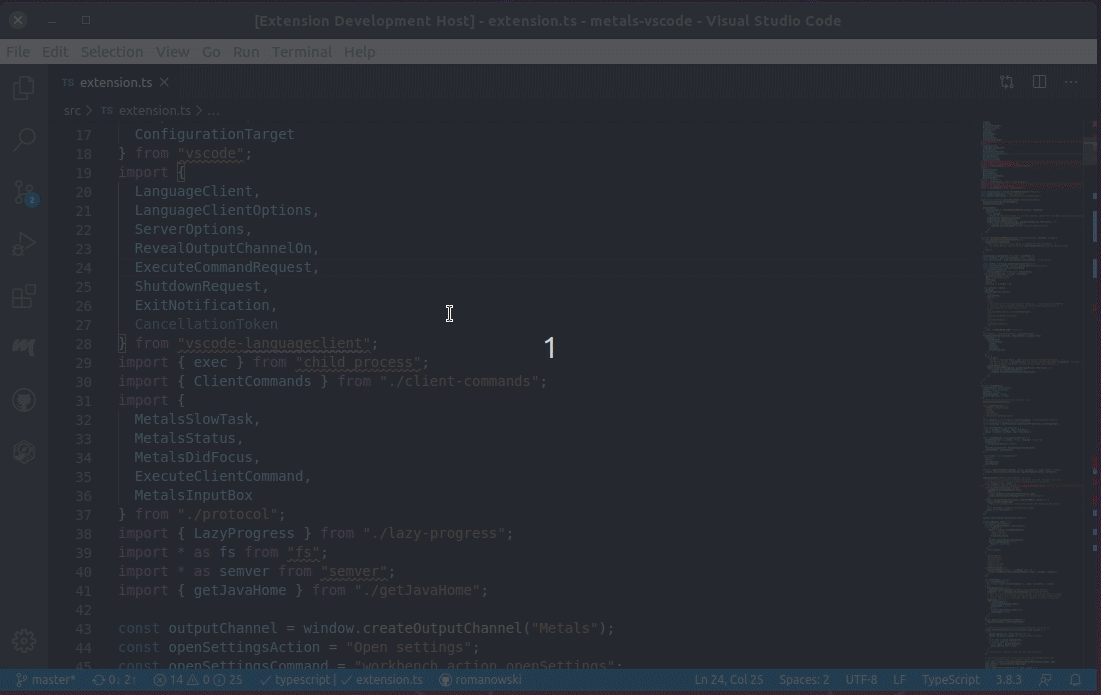 [Extension Development Host] - extension.ts - metals-vscode - Visual Studio Code
File Edit Selection View Go Run Terminal Help
TS extension.ts
src > TS extension.ts > ...
17 ConfigurationTarget
18 } from "vscode";
19 import {
20 LanguageClient,
21 LanguageClientOptions,
22 ServerOptions,
23 RevealOutputChannelOn,
24 ExecuteCommandRequest,
25 ShutdownRequest,
26 ExitNotification,
27 CancellationToken
28 } from "vscode-languageclient";
29 import { exec } from "child_process";
30 import { ClientCommands } from "./client-commands";
31 import {
32 MetalsSlowTask,
33 MetalsStatus,
34 MetalsDidFocus,
35 ExecuteClientCommand,
36 MetalsInputBox
37 } from "./protocol";
38 import { LazyProgress } from "./lazy-progress";
39 import * as fs from "fs";
40 import * as semver from "semver";
41 import { getJavaHome } from "./getJavaHome";
42
43 const outputChannel = window.createOutputChannel("Metals");
44 const openSettingsAction = "Open settings";
45 const openSettingsCommand = "workbench.action.openSettings";
2
1
master* 0↓ 2↑ 14 0 25 typescript | extension.ts romanowski Ln 24, Col 25 Spaces: 2 UTF-8 LF TypeScript 3.8.3